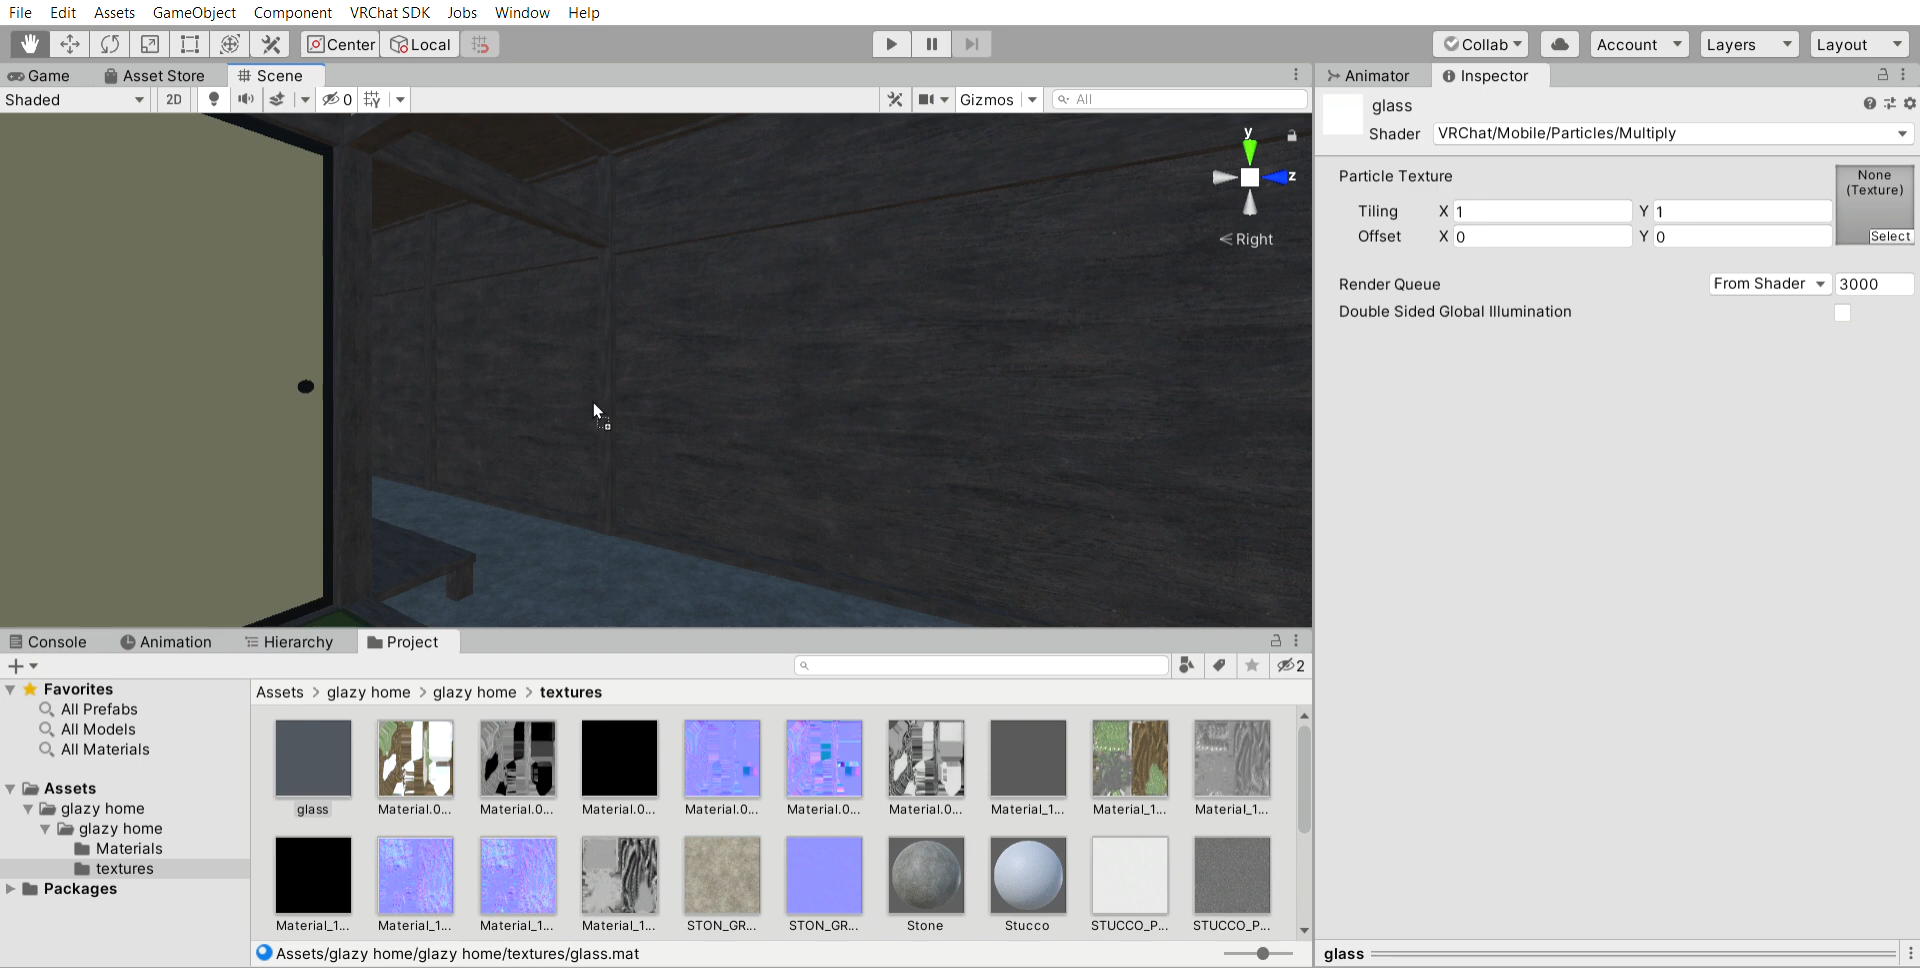 File Edit Assets GameObject Component VRChat SDK Jobs Window Help
Center Local Collab Account Layers Layout
Game Asset Store Scene
Shaded 2D 0 Gizmos All
y
z
Right
Animator Inspector
glass
Shader VRChat/Mobile/Particles/Multiply
Particle Texture
None
(Texture)
Tiling X 1 Y 1
Offset X 0 Y 0
Select
Render Queue From Shader 3000
Double Sided Global Illumination
Console Animation Hierarchy Project
2
Favorites
All Prefabs
All Models
All Materials
Assets
glazy home
glazy home
Materials
textures
Packages
Assets > glazy home > glazy home > textures
glass Material.0... Material.0... Material.0... Material.0... Material.0... Material.0... Material_1... Material_1... Material_1...
Material_1... Material_1... Material_1... Material_1... STON_GR... STON_GR... Stone Stucco STUCCO_P... STUCCO_P...
Assets/glazy home/glazy home/textures/glass.mat
glass